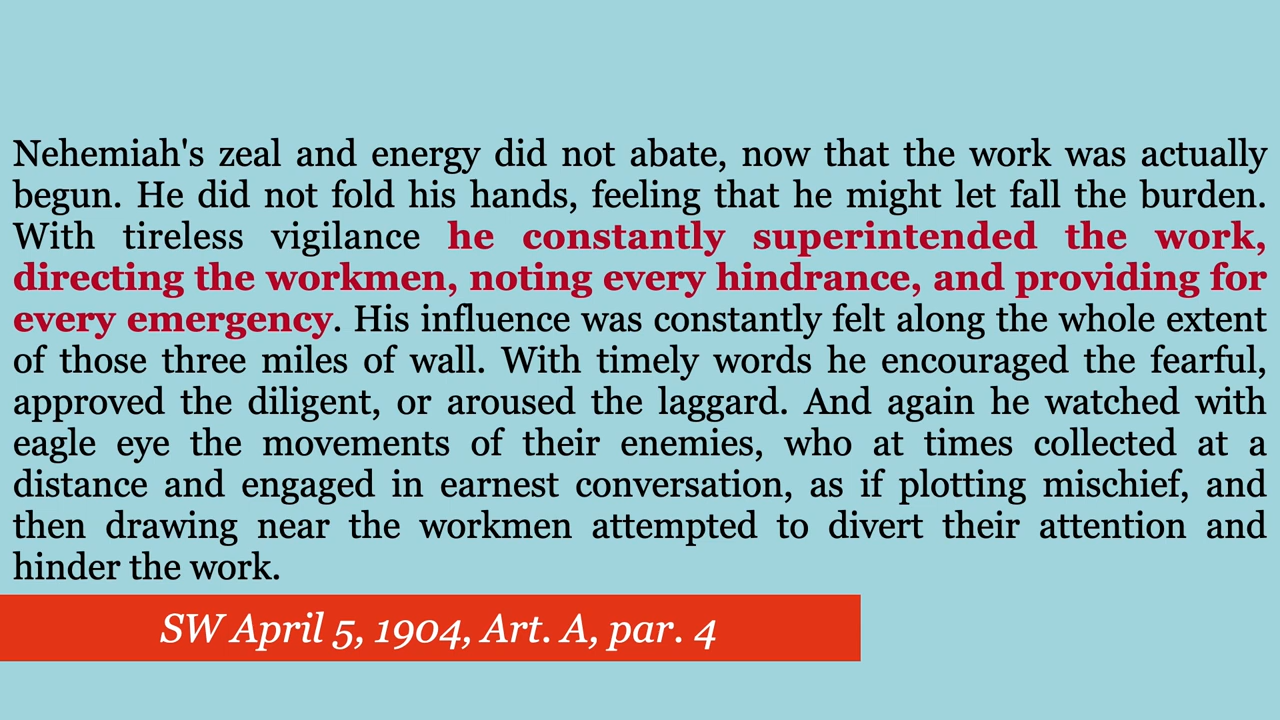 Nehemiah's zeal and energy did not abate, now that the work was actually
begun. He did not fold his hands, feeling that he might let fall the burden.
With tireless vigilance he constantly superintended the work,
directing the workmen, noting every hindrance, and providing for
every emergency. His influence was constantly felt along the whole extent
of those three miles of wall. With timely words he encouraged the fearful,
approved the diligent, or aroused the laggard. And again he watched with
eagle eye the movements of their enemies, who at times collected at a
distance and engaged in earnest conversation, as if plotting mischief, and
then drawing near the workmen attempted to divert their attention and
hinder the work.
SW April 5, 1904, Art. A, par. 4